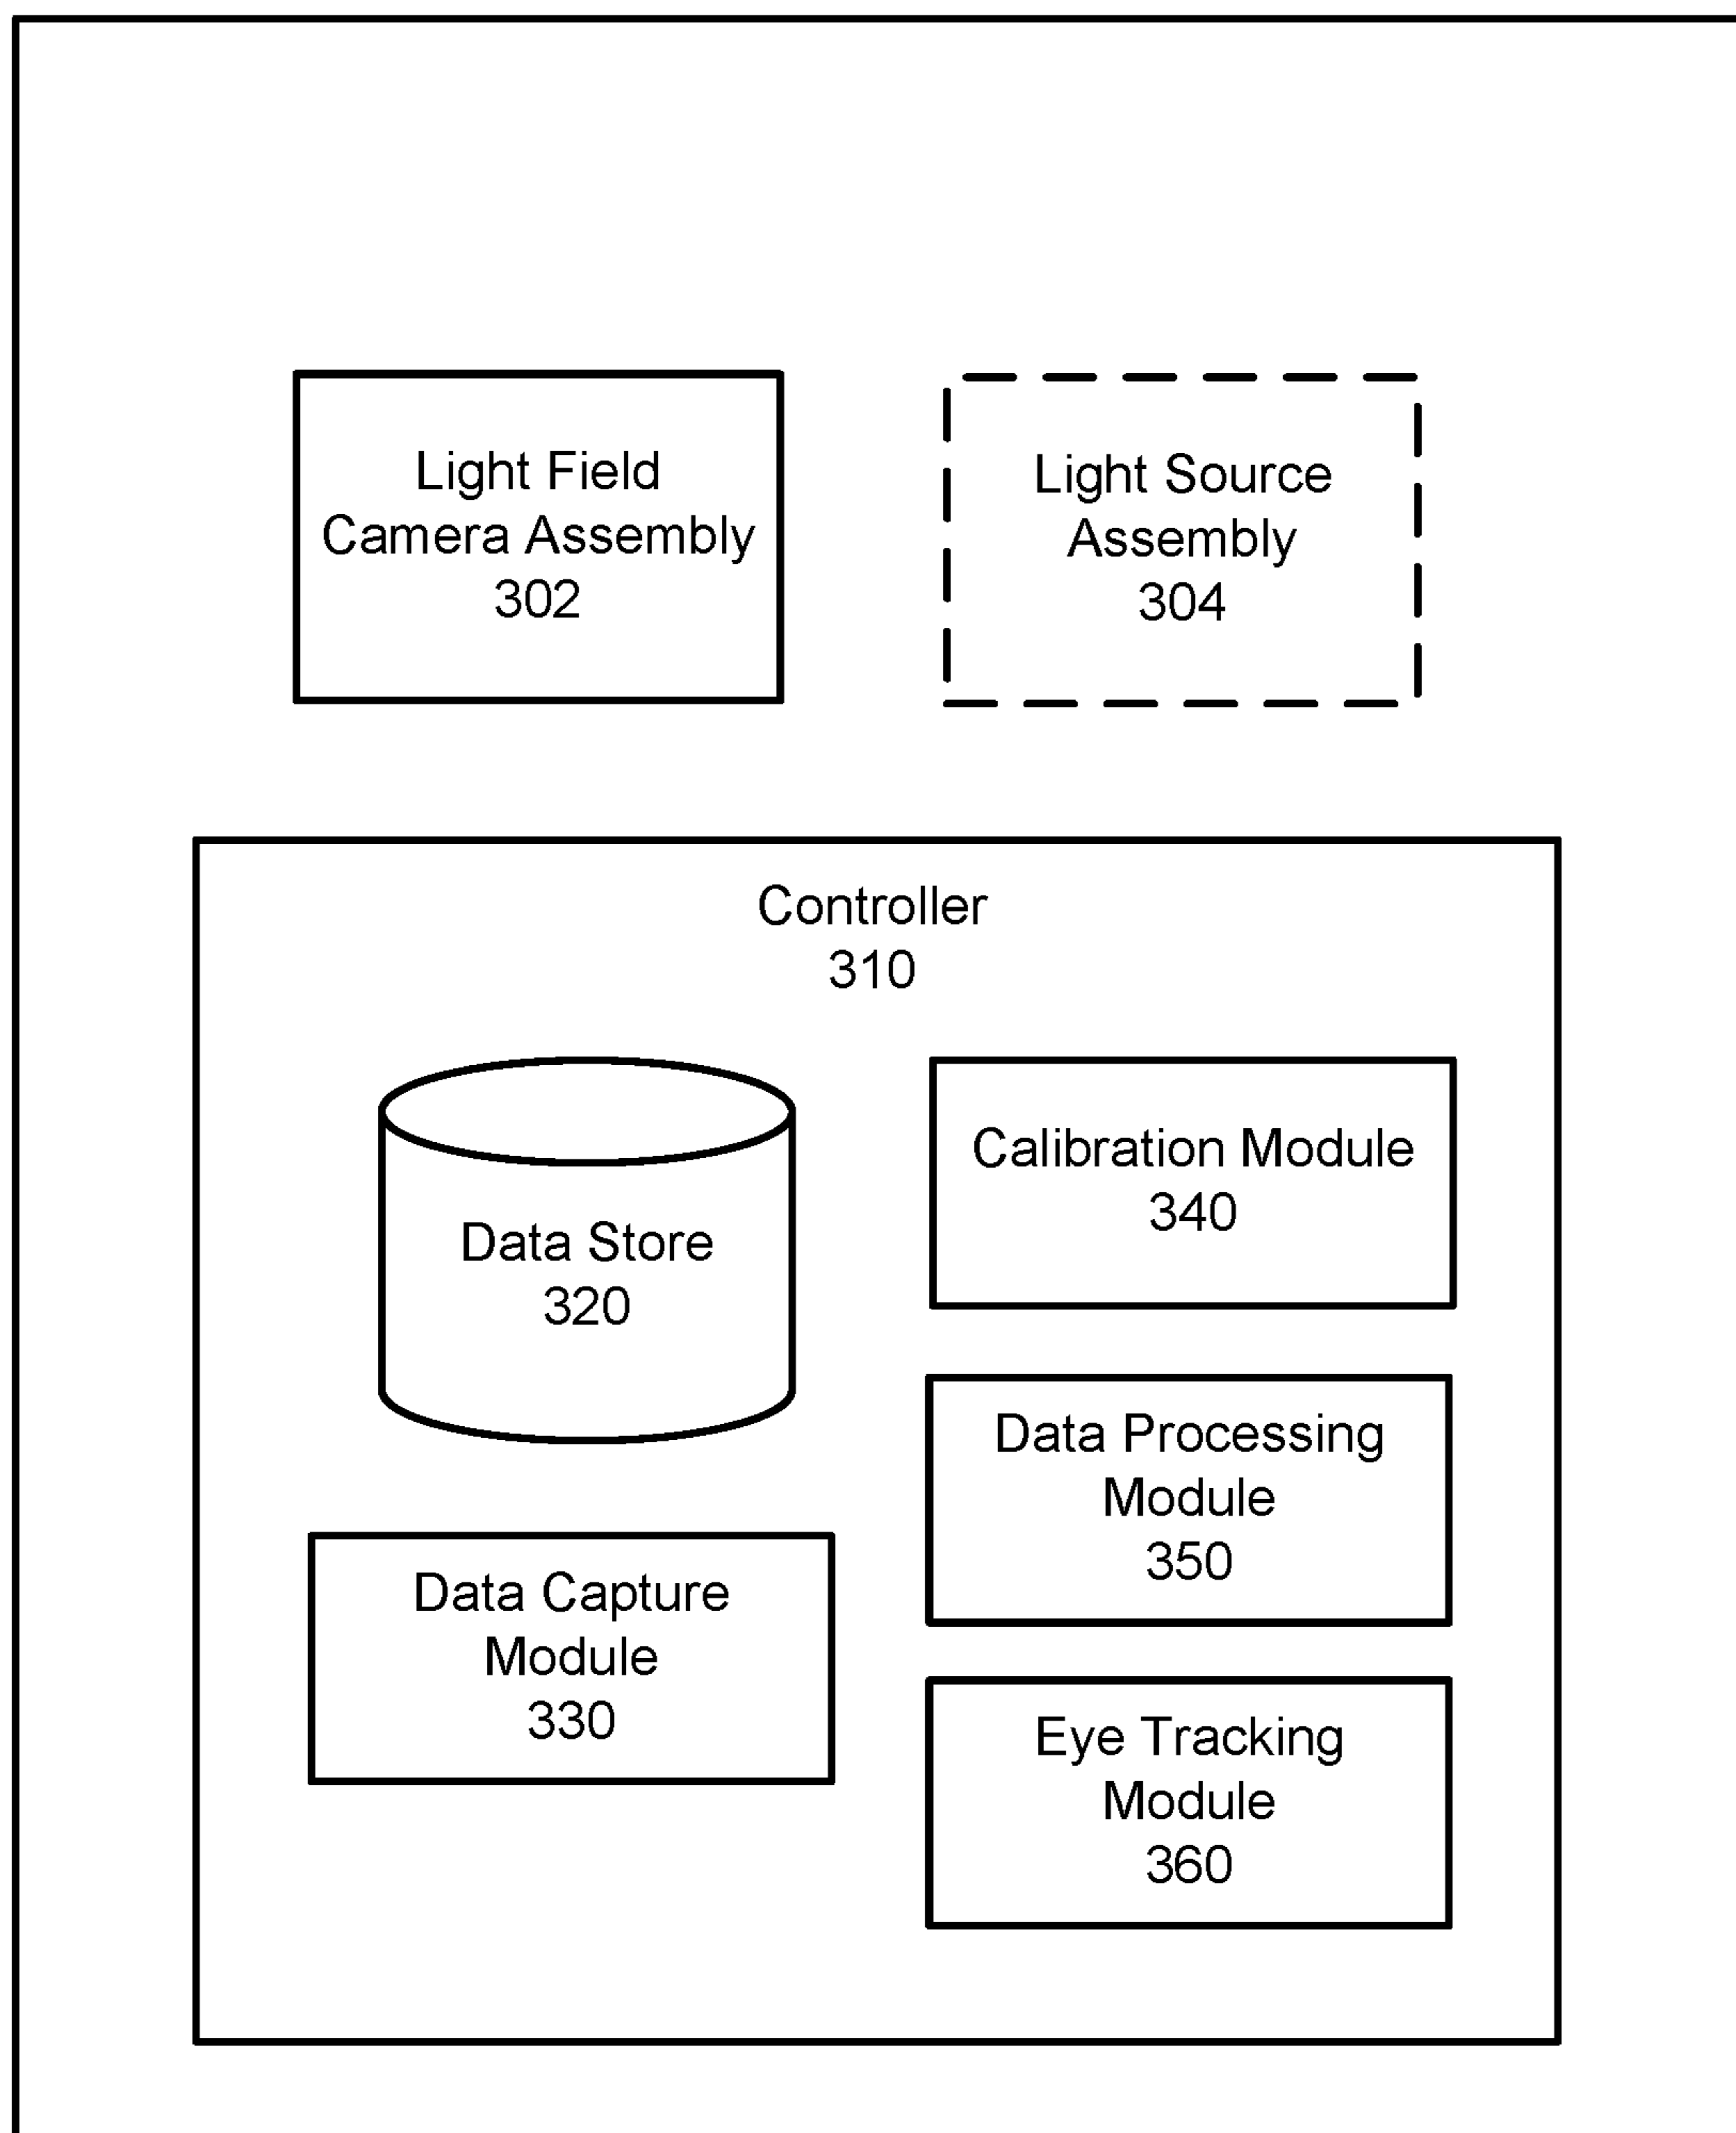 Light Field
Camera Assembly
302
Light Source
Assembly
304
Controller
310
Data Store
320
Calibration Module
340
Data Processing
Module
350
Data Capture
Module
330
Eye Tracking
Module
360